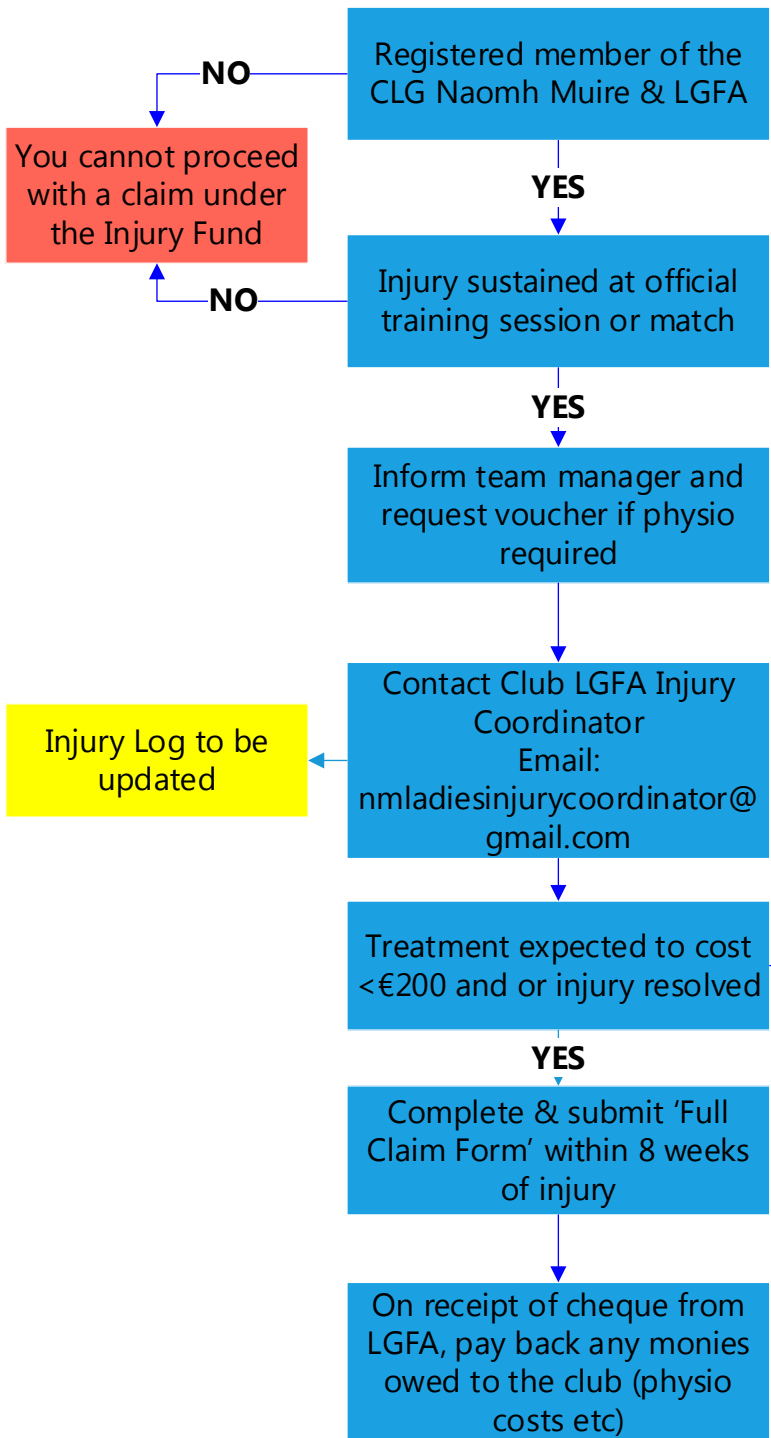 Registered member of the
CLG Naomh Muire & LGFA
NO
You cannot proceed
with a claim under
the Injury Fund
YES
Injury sustained at official
training session or match
NO
YES
Inform team manager and
request voucher if physio
required
Contact Club LGFA Injury
Coordinator
Email:
nmladiesinjurycoordinator@
gmail.com
Injury Log to be
updated
Treatment expected to cost
<€200 and or injury resolved
YES
Complete & submit ‘Full
Claim Form’ within 8 weeks
of injury
On receipt of cheque from
LGFA, pay back any monies
owed to the club (physio
costs etc)